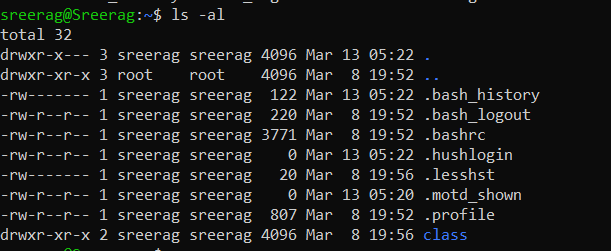 sreerag@Sreerag:~$ ls -al
total 32
drwxr-x--- 3 sreerag sreerag 4096 Mar 13 05:22 .
drwxr-xr-x 3 root    root    4096 Mar  8 19:52 ..
-rw------- 1 sreerag sreerag  122 Mar 13 05:22 .bash_history
-rw-r--r-- 1 sreerag sreerag  220 Mar  8 19:52 .bash_logout
-rw-r--r-- 1 sreerag sreerag 3771 Mar  8 19:52 .bashrc
-rw-r--r-- 1 sreerag sreerag    0 Mar 13 05:22 .hushlogin
-rw------- 1 sreerag sreerag   20 Mar  8 19:56 .lesshst
-rw-r--r-- 1 sreerag sreerag    0 Mar 13 05:20 .motd_shown
-rw-r--r-- 1 sreerag sreerag  807 Mar  8 19:52 .profile
drwxr-xr-x 2 sreerag sreerag 4096 Mar  8 19:56 class